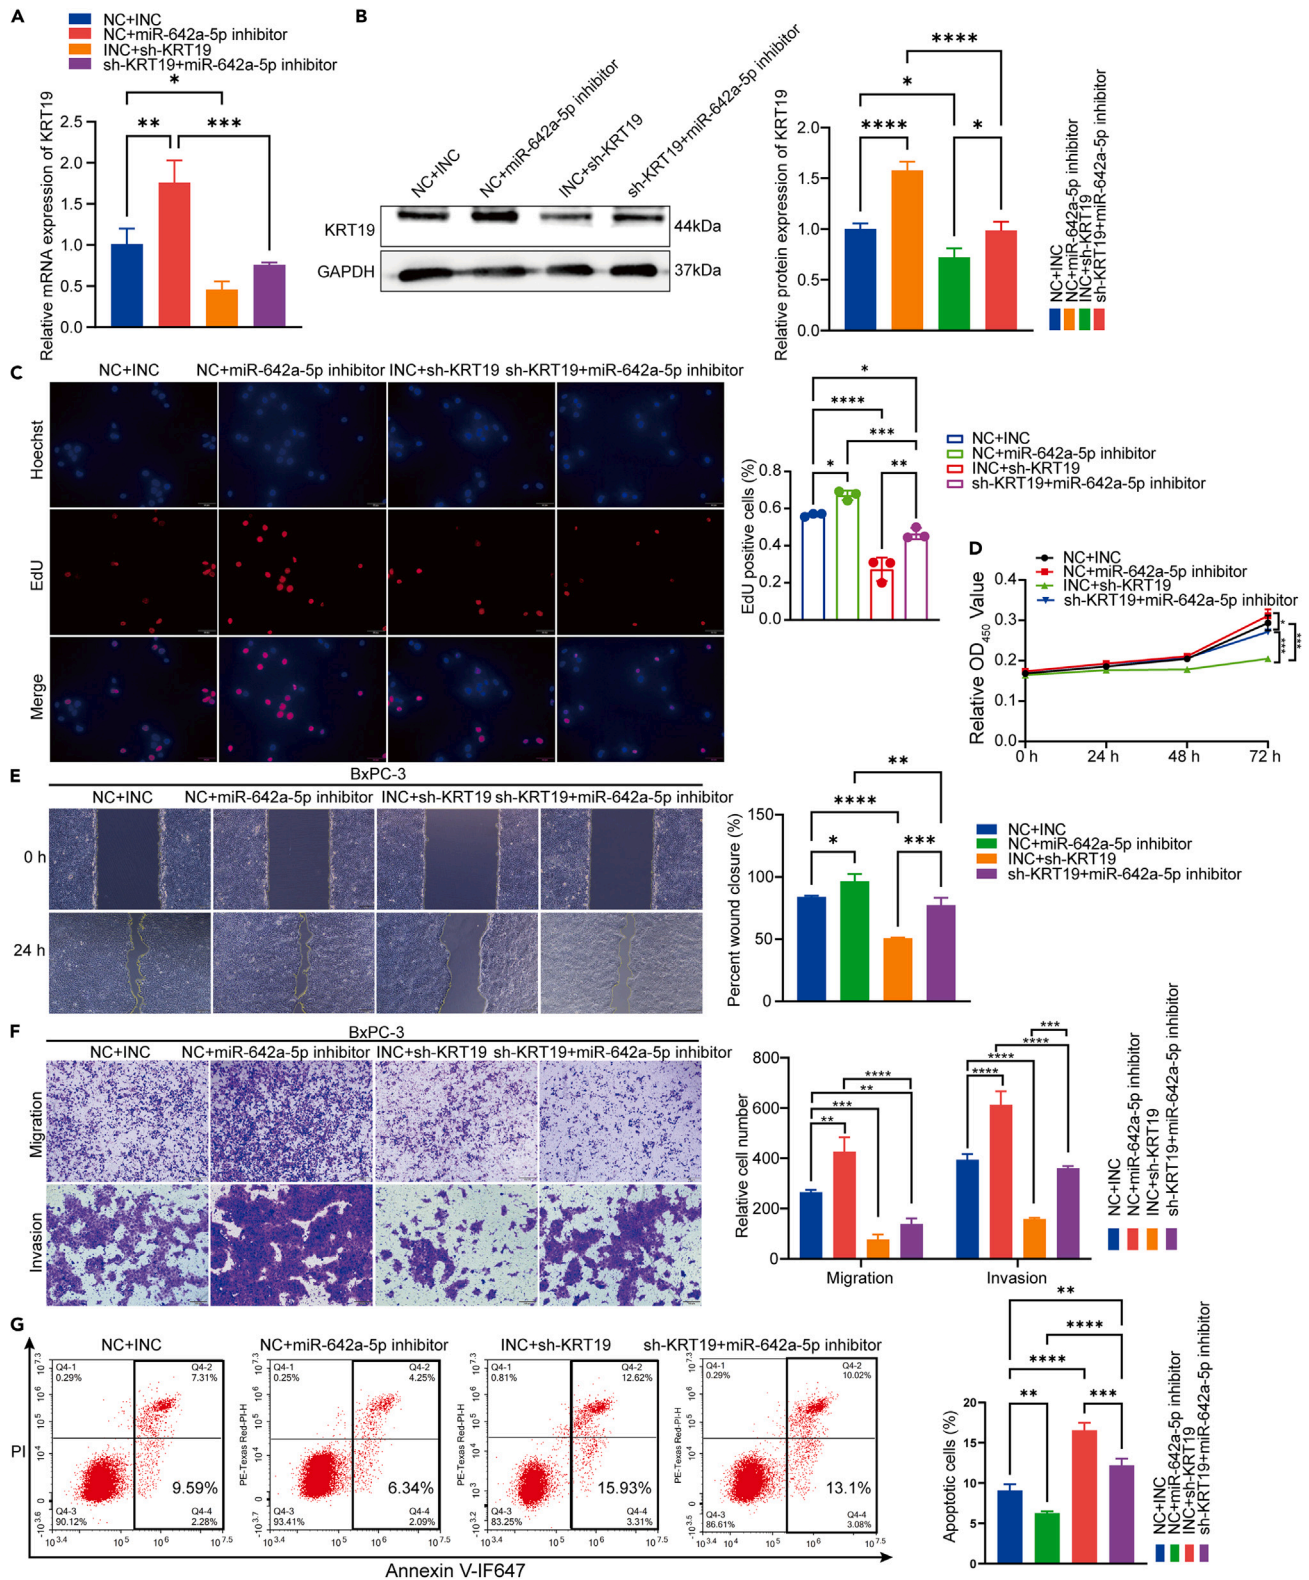 A
NC+INC
NC+miR-642a-5p inhibitor
INC+sh-KRT19
sh-KRT19+miR-642a-5p inhibitor
*
** ***
Relative mRNA expression of KRT19
2.5
2.0
1.5
1.0
0.5
0.0
B
NC+INC
NC+miR-642a-5p inhibitor
INC+sh-KRT19
sh-KRT19+miR-642a-5p inhibitor
KRT19
44kDa
GAPDH
37kDa
Relative protein expression of KRT19
****
*
**** *
2.0
1.5
1.0
0.5
0.0
NC+INC
NC+miR-642a-5p inhibitor
INC+sh-KRT19
sh-KRT19+miR-642a-5p inhibitor
C
NC+INC NC+miR-642a-5p inhibitor INC+sh-KRT19 sh-KRT19+miR-642a-5p inhibitor
Hoechst
EdU
Merge
EdU positive cells (%)
*
****
***
* **
0.8
0.6
0.4
0.2
0.0
NC+INC
NC+miR-642a-5p inhibitor
INC+sh-KRT19
sh-KRT19+miR-642a-5p inhibitor
D
NC+INC
NC+miR-642a-5p inhibitor
INC+sh-KRT19
sh-KRT19+miR-642a-5p inhibitor
Relative OD450 Value
0.4
0.3
0.2
0.1
0.0
0 h 24 h 48 h 72 h
*
***
***
E
BxPC-3
NC+INC NC+miR-642a-5p inhibitor INC+sh-KRT19 sh-KRT19+miR-642a-5p inhibitor
0 h
24 h
Percent wound closure (%)
**
****
* ***
150
100
50
0
NC+INC
NC+miR-642a-5p inhibitor
INC+sh-KRT19
sh-KRT19+miR-642a-5p inhibitor
F
BxPC-3
NC+INC NC+miR-642a-5p inhibitor INC+sh-KRT19 sh-KRT19+miR-642a-5p inhibitor
Migration
Invasion
Relative cell number
800
600
400
200
0
****
**
***
**
***
****
****
****
Migration Invasion
NC+INC
NC+miR-642a-5p inhibitor
INC+sh-KRT19
sh-KRT19+miR-642a-5p inhibitor
G
NC+INC NC+miR-642a-5p inhibitor INC+sh-KRT19 sh-KRT19+miR-642a-5p inhibitor
PI
Q4-1
0.29%
Q4-2
7.31%
9.59%
Q4-3
90.12%
Q4-4
2.28%
PE-Texas Red-PI-H
Q4-1
0.25%
Q4-2
4.25%
6.34%
Q4-3
93.41%
Q4-4
2.09%
PE-Texas Red-PI-H
Q4-1
0.81%
Q4-2
12.62%
15.93%
Q4-3
83.25%
Q4-4
3.31%
PE-Texas Red-PI-H
Q4-1
0.29%
Q4-2
10.02%
13.1%
Q4-3
86.61%
Q4-4
3.08%
Annexin V-IF647
Apoptotic cells (%)
**
****
****
** ***
20
15
10
5
0
NC+INC
NC+miR-642a-5p inhibitor
INC+sh-KRT19
sh-KRT19+miR-642a-5p inhibitor